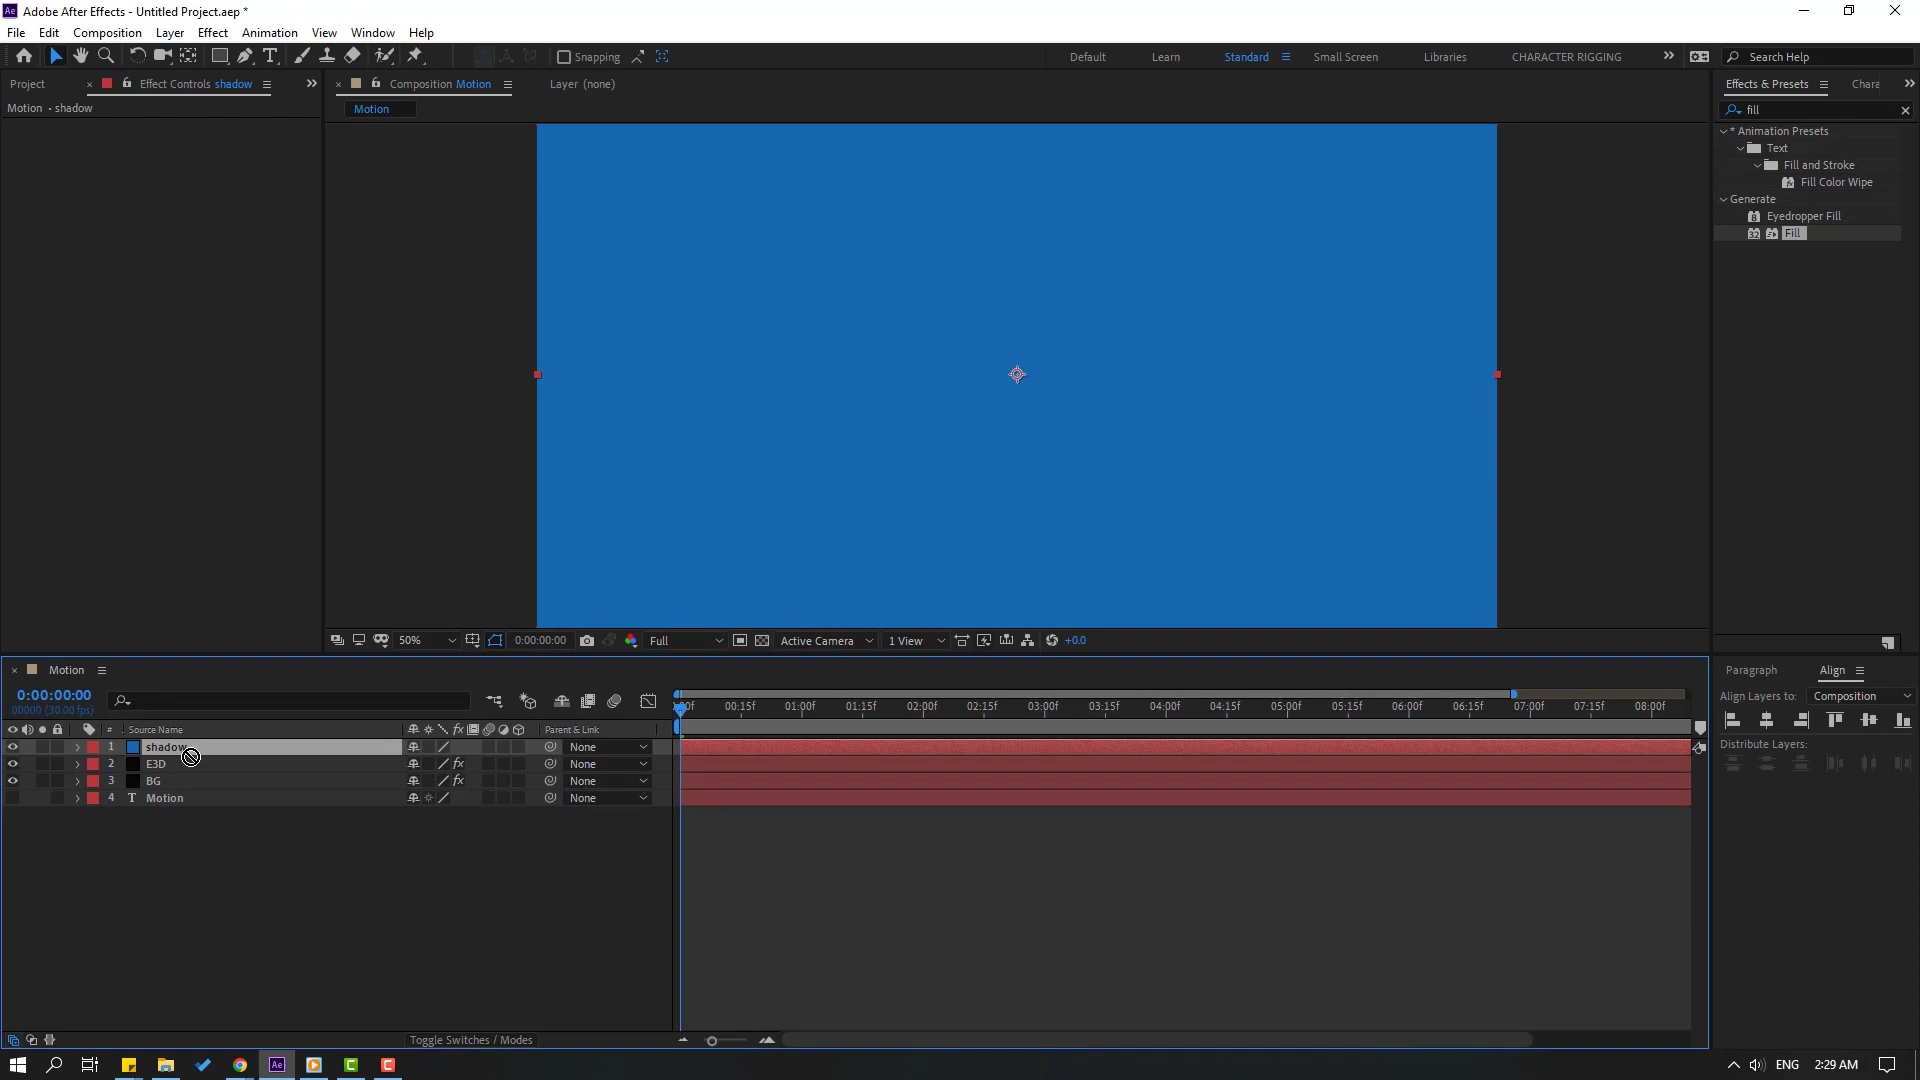 Ae Adobe After Effects - Untitled Project.aep *
File Edit Composition Layer Effect Animation View Window Help
Snapping Default Learn Standard Small Screen Libraries CHARACTER RIGGING Search Help
Project Effect Controls shadow Composition Motion Layer (none) Effects & Presets
Motion • shadow
Motion
fill
* Animation Presets
Text
Fill and Stroke
Fill Color Wipe
Generate
Eyedropper Fill
Fill
50% 0:00:00:00 Full Active Camera 1 View +0.0
Motion
0:00:00:00
00000 (30.00 fps)
00:15f 01:00f 01:15f 02:00f 02:15f 03:00f 03:15f 04:00f 04:15f 05:00f 05:15f 06:00f 06:15f 07:00f 07:15f 08:00f
# Source Name fx Parent & Link
1 shadow None
2 E3D fx None
3 BG fx None
4 T Motion None
Toggle Switches / Modes
Paragraph Align
Align Layers to: Composition
Distribute Layers:
Ae C C ENG 2:29 AM